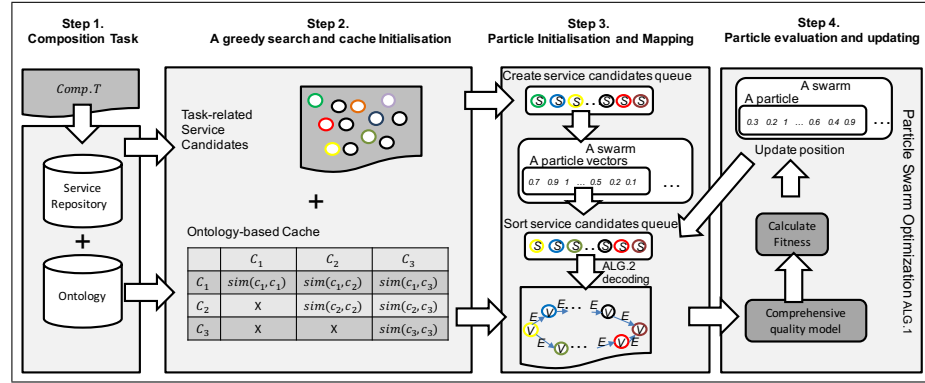 Step 1.
Composition Task
Step 2.
A greedy search and cache Initialisation
Step 3.
Particle Initialisation and Mapping
Step 4.
Particle evaluation and updating
Comp.T
Service
Repository
+
Ontology
Task-related
Service
Candidates
+
Ontology-based Cache
C₁ C₂ C₃
C₁ sim(c₁,c₁) sim(c₁,c₂) sim(c₁,c₃)
C₂ X sim(c₂,c₂) sim(c₂,c₃)
C₃ X X sim(c₃,c₃)
Create service candidates queue
S S S .. S S S
A swarm
A particle vectors
0.7 0.9 1 ... 0.5 0.2 0.1 ...
Sort service candidates queue
S S S .. S S S
ALG.2
decoding
E V E V .. V E V
E V E V ... E V E
A swarm
A particle
0.3 0.2 1 ... 0.6 0.4 0.9 ...
Update position
Calculate
Fitness
Comprehensive
quality model
Particle Swarm Optimization ALG.1